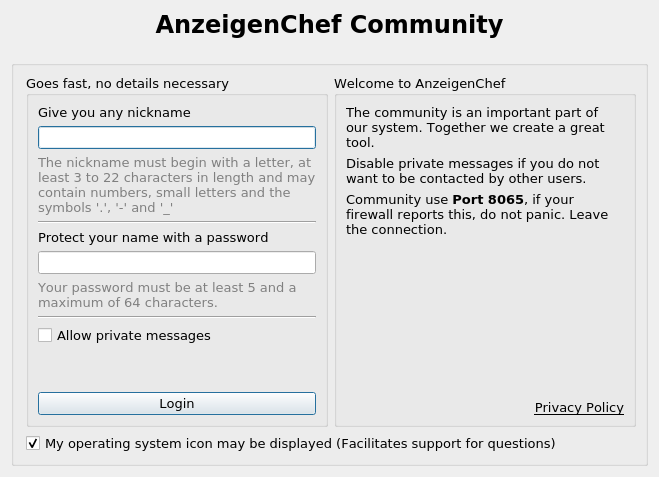 AnzeigenChef Community
Goes fast, no details necessary
Give you any nickname
The nickname must begin with a letter, at
least 3 to 22 characters in length and may
contain numbers, small letters and the
symbols '.', '-' and '_'
Protect your name with a password
Your password must be at least 5 and a
maximum of 64 characters.
Allow private messages
Login
Welcome to AnzeigenChef
The community is an important part of
our system. Together we create a great
tool.
Disable private messages if you do not
want to be contacted by other users.
Community use Port 8065, if your
firewall reports this, do not panic. Leave
the connection.
Privacy Policy
My operating system icon may be displayed (Facilitates support for questions)